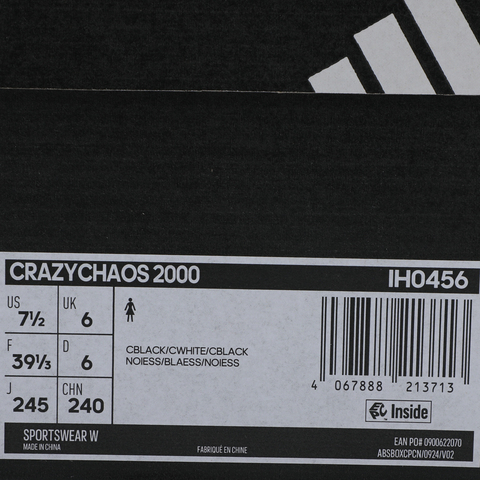 CRAZYCHAOS 2000 IH0456
US 7½ UK 6
F 39⅓ D 6
J 245 CHN 240
CBLACK/CWHITE/CBLACK
NOIESS/BLAESS/NOIESS
4 067888 213713
Inside
SPORTSWEAR W
MADE IN CHINA
FABRIQUÉ EN CHINE
EAN PO# 0900622070
ABSBOXCPCN/0924/V02